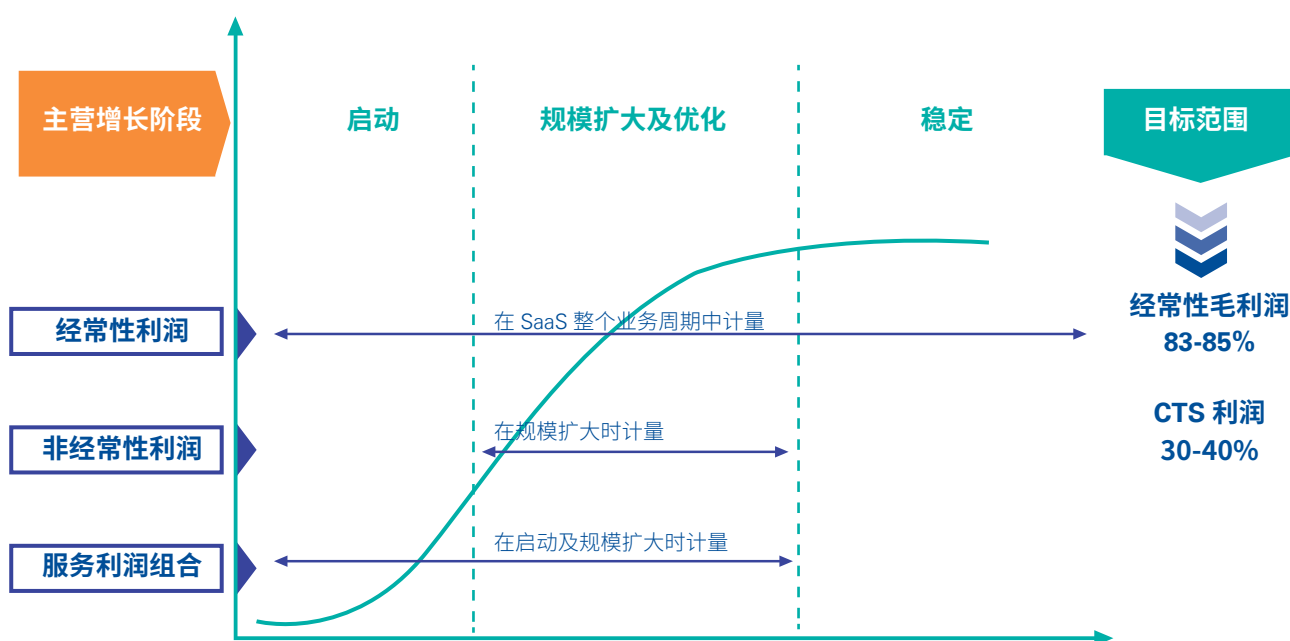 主营增长阶段
启动
规模扩大及优化
稳定
目标范围
经常性利润
在 SaaS 整个业务周期中计量
经常性毛利润
83-85%
非经常性利润
在规模扩大时计量
CTS 利润
30-40%
服务利润组合
在启动及规模扩大时计量